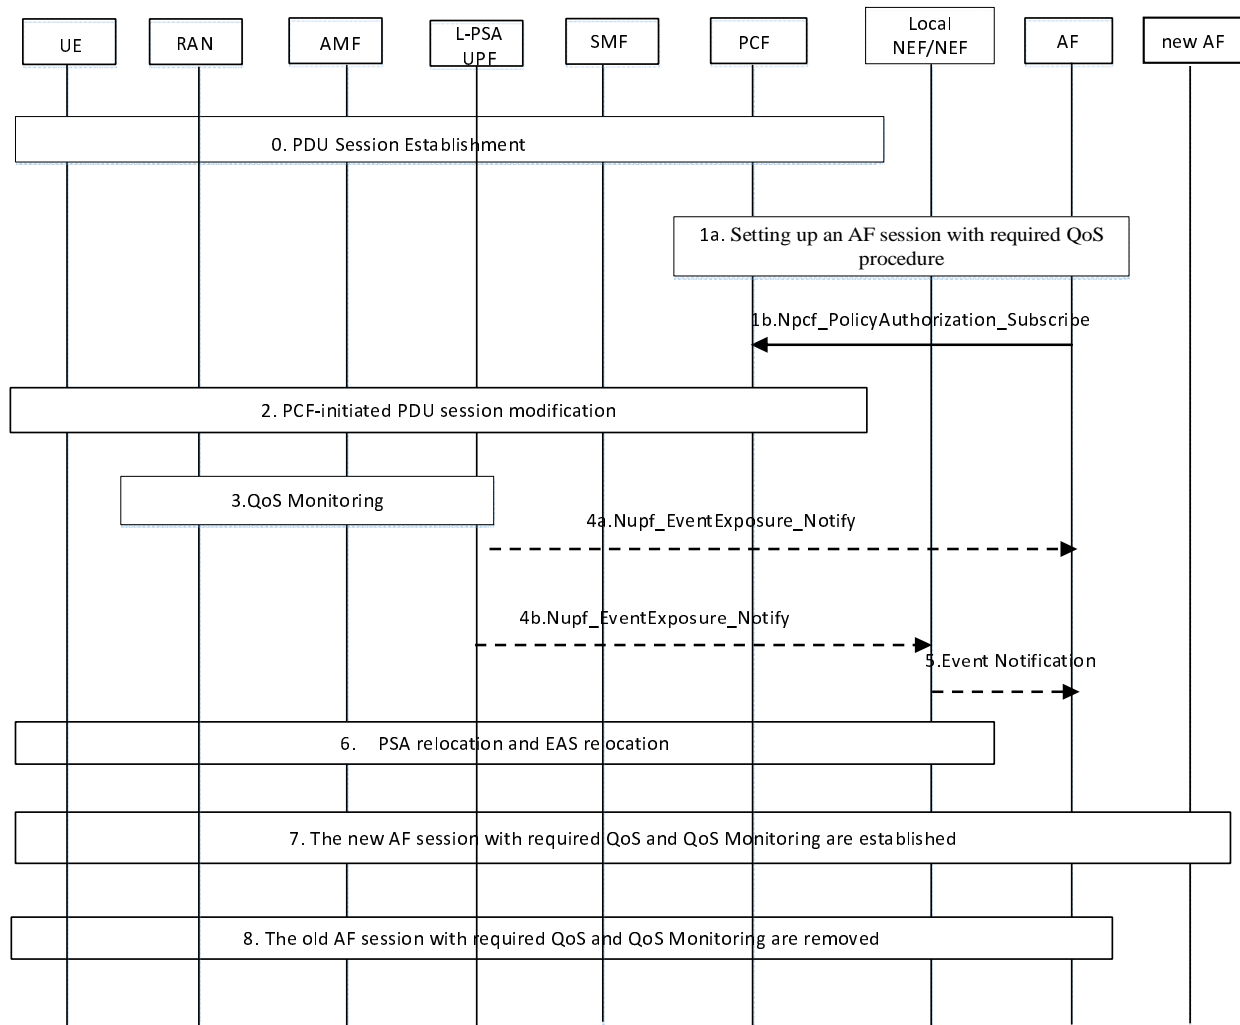 UE
RAN
AMF
L-PSA
UPF
SMF
PCF
Local
NEF/NEF
AF
new AF
0. PDU Session Establishment
1a. Setting up an AF session with required QoS
procedure
1b.Npcf_PolicyAuthorization_Subscribe
2. PCF-initiated PDU session modification
3.QoS Monitoring
4a.Nupf_EventExposure_Notify
4b.Nupf_EventExposure_Notify
5.Event Notification
6. PSA relocation and EAS relocation
7. The new AF session with required QoS and QoS Monitoring are established
8. The old AF session with required QoS and QoS Monitoring are removed